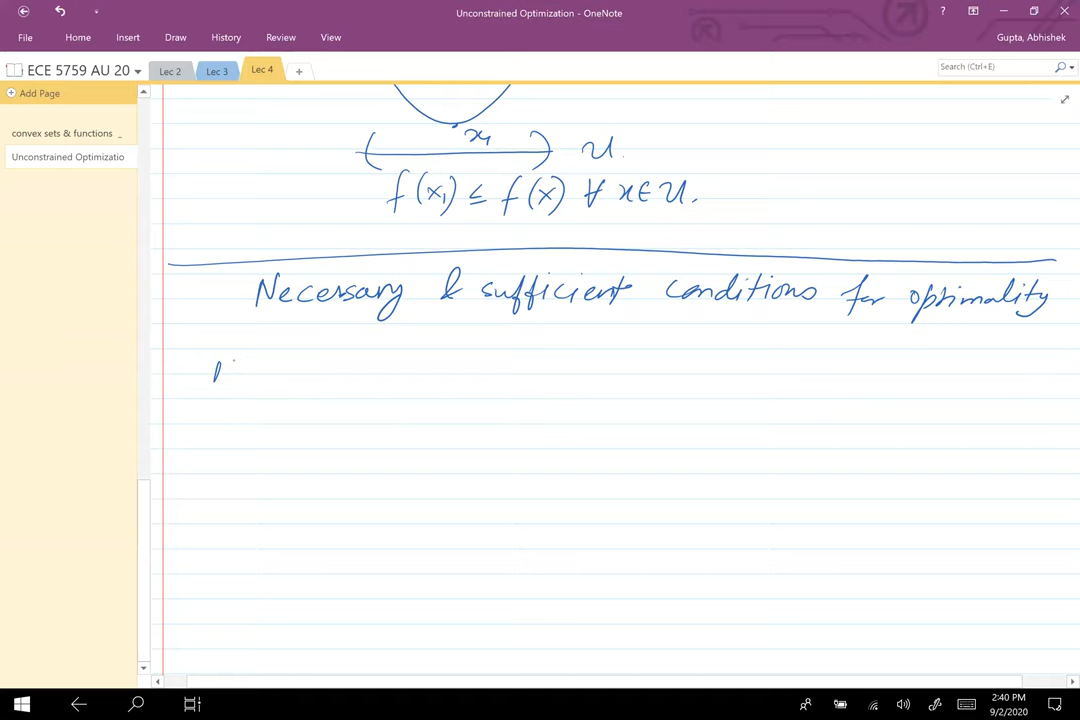 Unconstrained Optimization - OneNote
?
Gupta, Abhishek
File Home Insert Draw History Review View
ECE 5759 AU 20 Lec 2 Lec 3 Lec 4 +
Search (Ctrl+E)
Add Page
convex sets & functions _
Unconstrained Optimizatio
x₁
( ) U.
f(x₁) ≤ f(x) ∀ x ∈ U.
Necessary & sufficient conditions for optimality
2:40 PM
9/2/2020